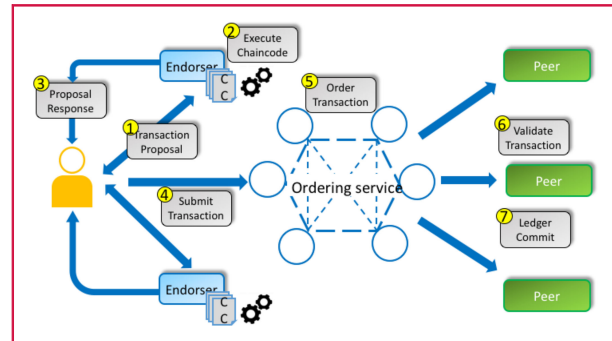 2
Execute
Chaincode
Endorser
C
C
3
Proposal
Response
1
Transaction
Proposal
5
Order
Transaction
Peer
6
Validate
Transaction
Ordering service
Peer
4
Submit
Transaction
7
Ledger
Commit
Endorser
C
C
Peer